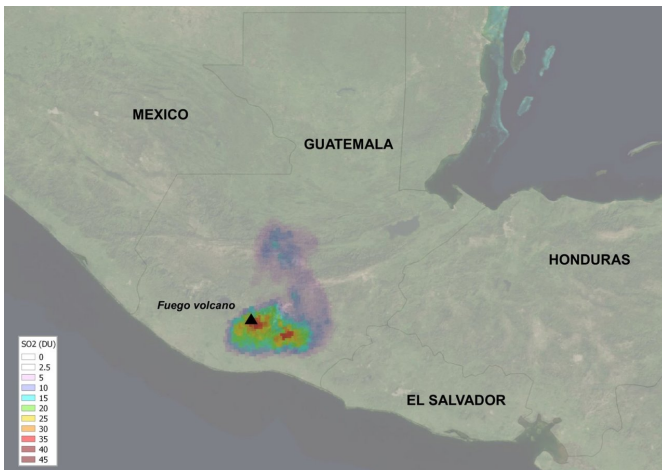 MEXICO
GUATEMALA
HONDURAS
Fuego volcano
SO2 (DU)
0
2.5
5
10
15
20
25
30
35
40
45
EL SALVADOR